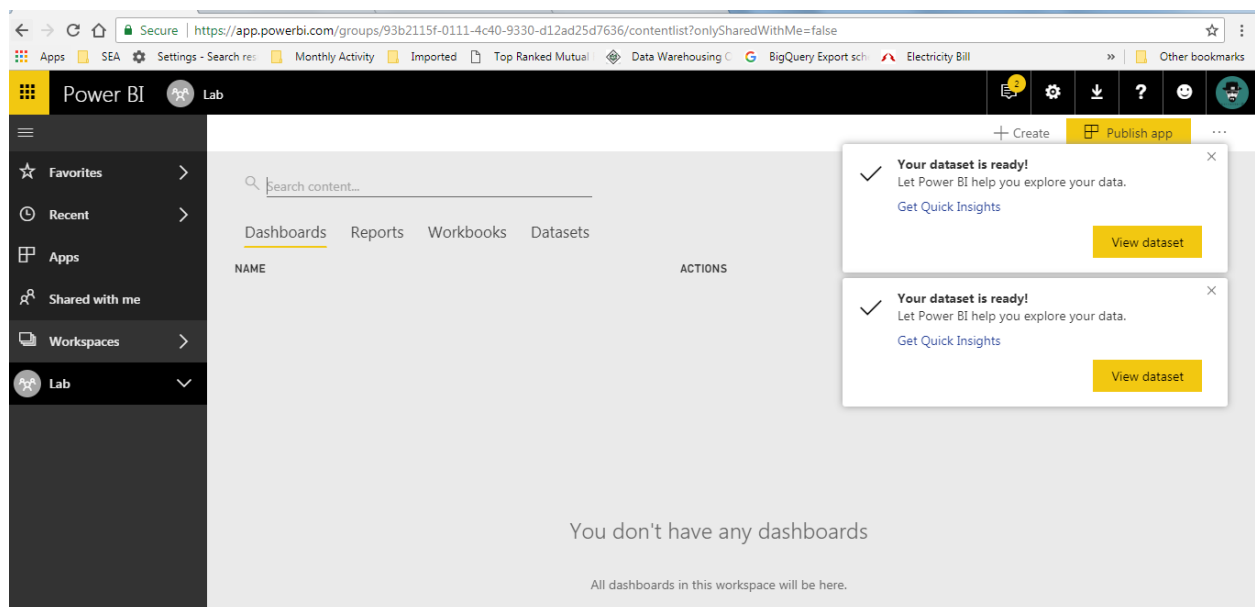 Secure | https://app.powerbi.com/groups/93b2115f-0111-4c40-9330-d12ad25d7636/contentlist?onlySharedWithMe=false
Apps SEA Settings - Search res Monthly Activity Imported Top Ranked Mutual Data Warehousing C G BigQuery Export sch Electricity Bill » Other bookmarks
Power BI Lab 2 ?
+ Create Publish app ...
Favorites
Recent
Apps
Shared with me
Workspaces
Lab
Search content...
Dashboards Reports Workbooks Datasets
NAME ACTIONS
Your dataset is ready!
Let Power BI help you explore your data.
Get Quick Insights
View dataset
Your dataset is ready!
Let Power BI help you explore your data.
Get Quick Insights
View dataset
You don't have any dashboards
All dashboards in this workspace will be here.